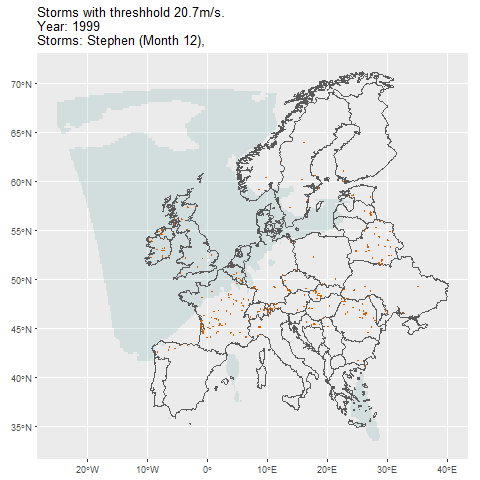 Storms with threshhold 20.7m/s.
Year: 1999
Storms: Stephen (Month 12),
70°N
65°N
60°N
55°N
50°N
45°N
40°N
35°N
20°W 10°W 0° 10°E 20°E 30°E 40°E